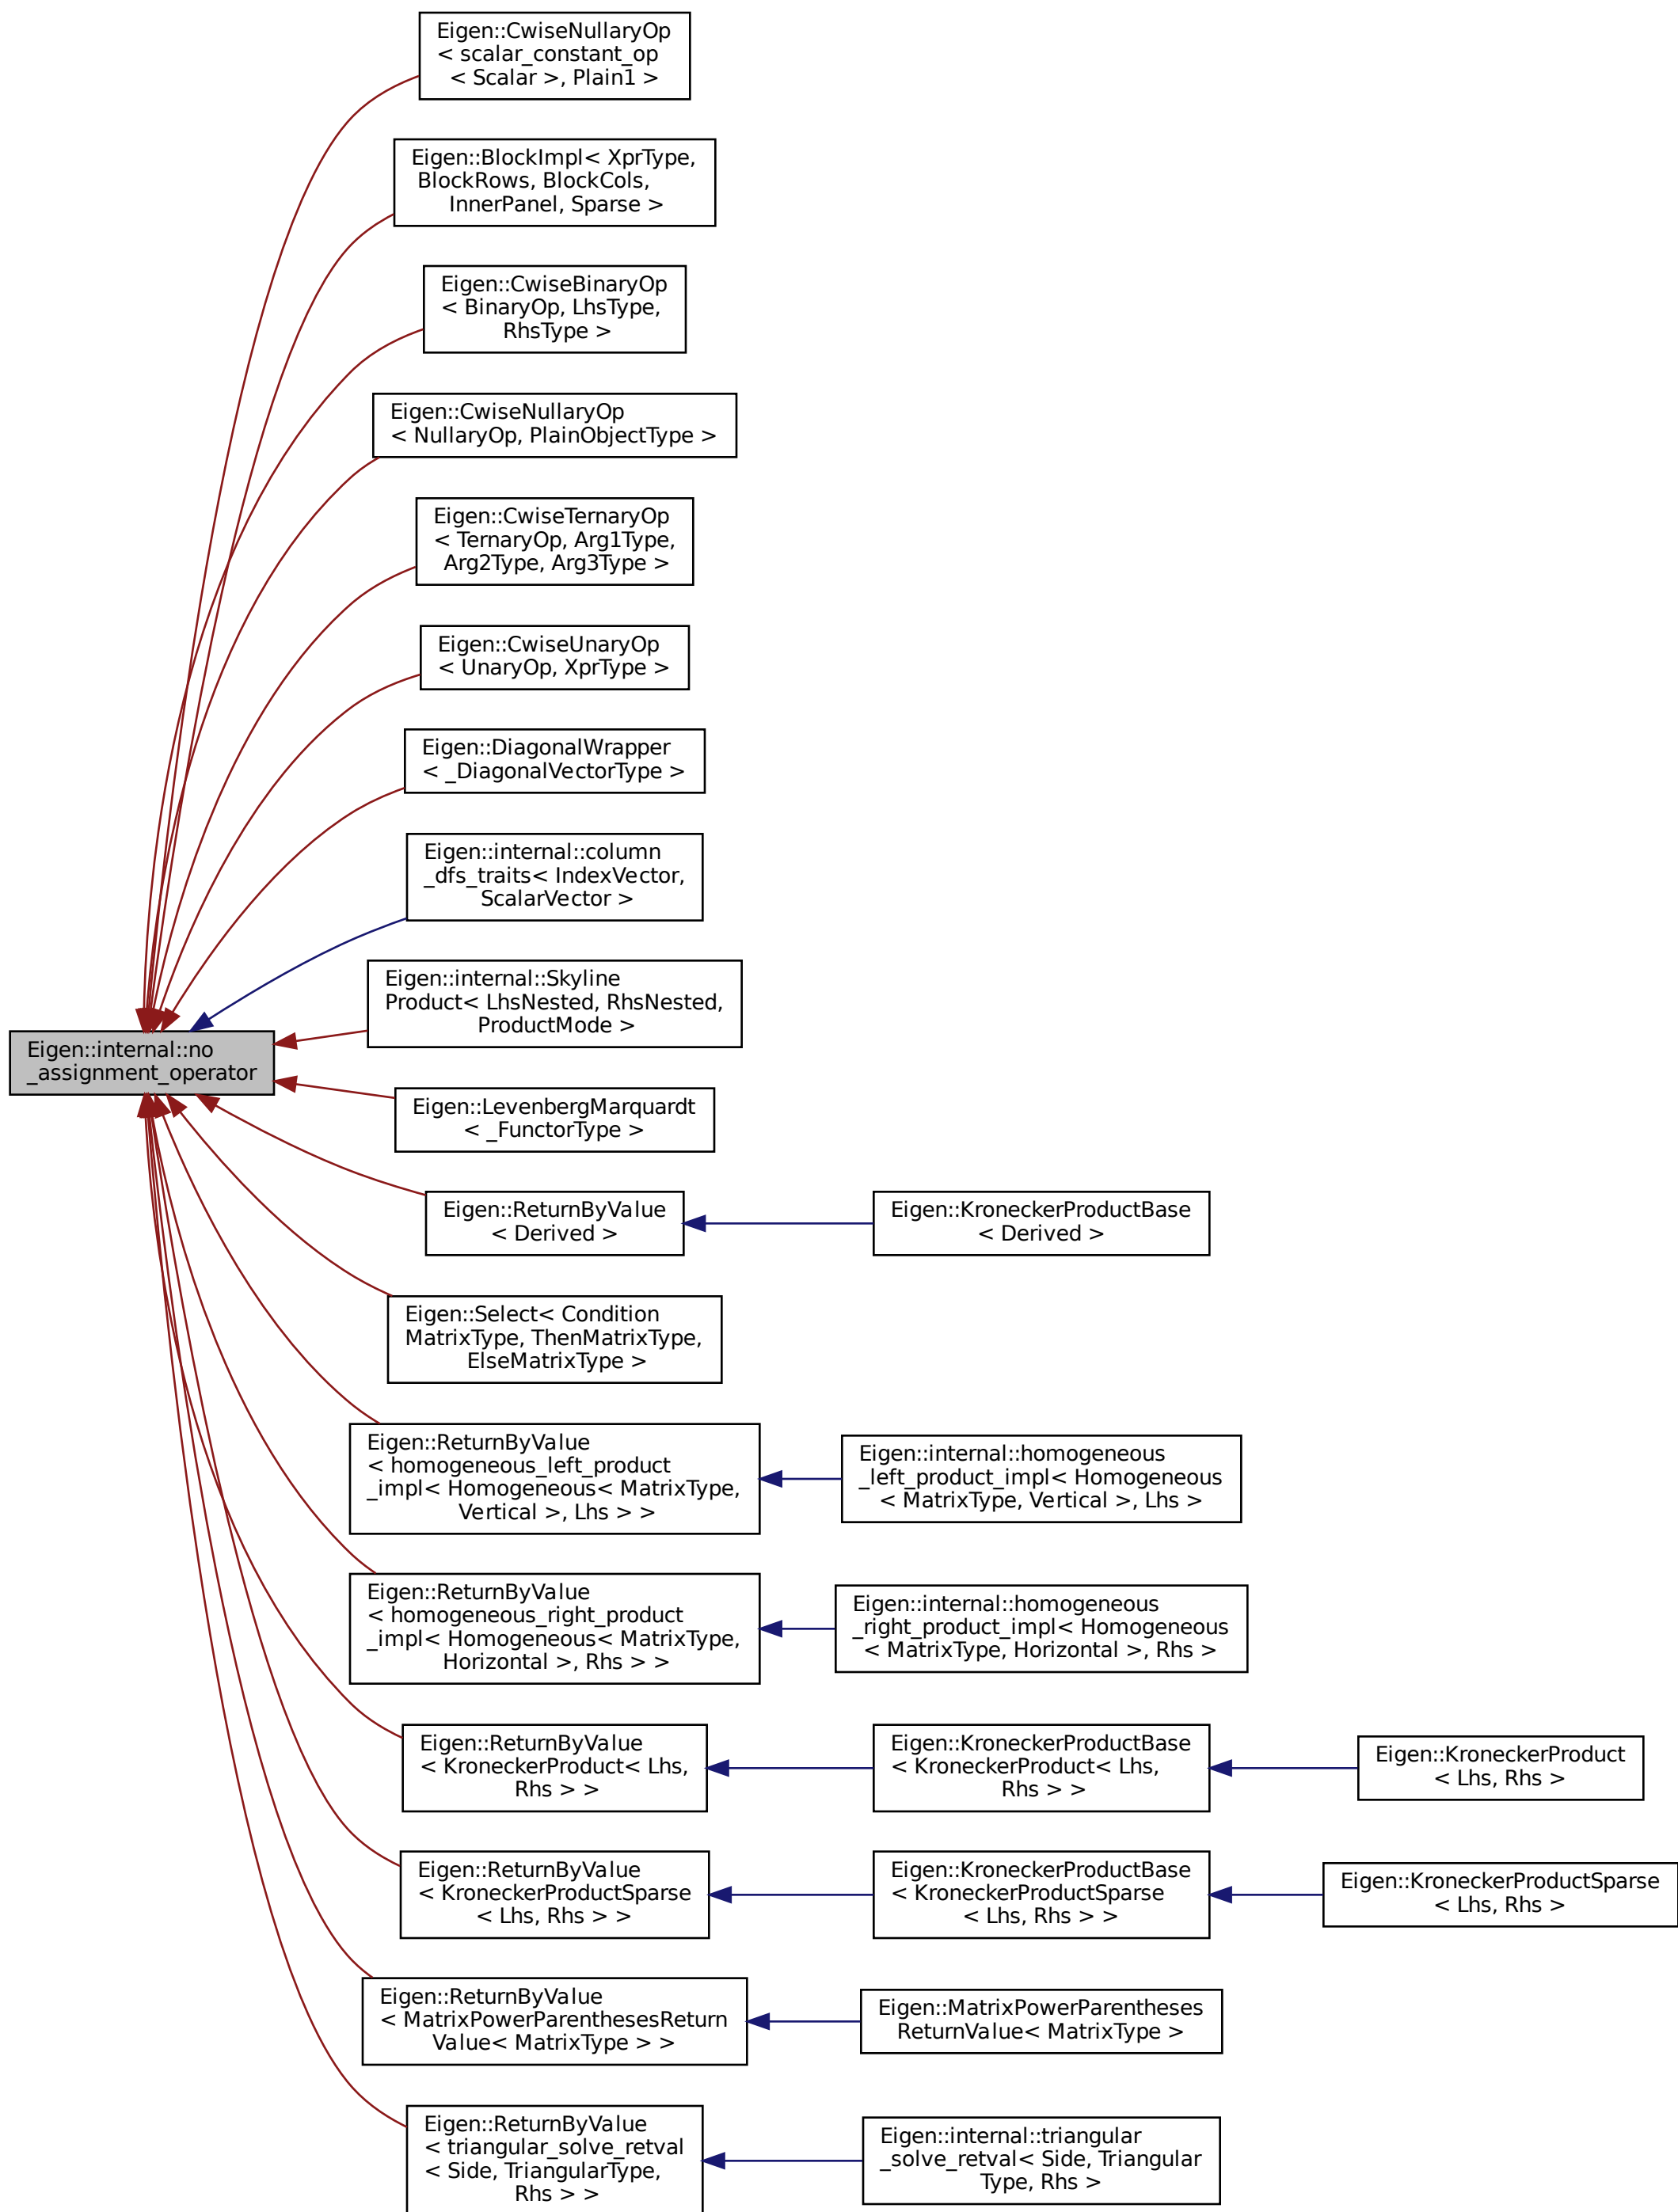 Eigen::CwiseNullaryOp
< scalar_constant_op
< Scalar >, Plain1 >
Eigen::BlockImpl< XprType,
BlockRows, BlockCols,
InnerPanel, Sparse >
Eigen::CwiseBinaryOp
< BinaryOp, LhsType,
RhsType >
Eigen::CwiseNullaryOp
< NullaryOp, PlainObjectType >
Eigen::CwiseTernaryOp
< TernaryOp, Arg1Type,
Arg2Type, Arg3Type >
Eigen::CwiseUnaryOp
< UnaryOp, XprType >
Eigen::DiagonalWrapper
< _DiagonalVectorType >
Eigen::internal::column
_dfs_traits< IndexVector,
ScalarVector >
Eigen::internal::Skyline
Product< LhsNested, RhsNested,
ProductMode >
Eigen::internal::no
_assignment_operator
Eigen::LevenbergMarquardt
< _FunctorType >
Eigen::ReturnByValue
< Derived >
Eigen::KroneckerProductBase
< Derived >
Eigen::Select< Condition
MatrixType, ThenMatrixType,
ElseMatrixType >
Eigen::ReturnByValue
< homogeneous_left_product
_impl< Homogeneous< MatrixType,
Vertical >, Lhs > >
Eigen::internal::homogeneous
_left_product_impl< Homogeneous
< MatrixType, Vertical >, Lhs >
Eigen::ReturnByValue
< homogeneous_right_product
_impl< Homogeneous< MatrixType,
Horizontal >, Rhs > >
Eigen::internal::homogeneous
_right_product_impl< Homogeneous
< MatrixType, Horizontal >, Rhs >
Eigen::ReturnByValue
< KroneckerProduct< Lhs,
Rhs > >
Eigen::KroneckerProductBase
< KroneckerProduct< Lhs,
Rhs > >
Eigen::KroneckerProduct
< Lhs, Rhs >
Eigen::ReturnByValue
< KroneckerProductSparse
< Lhs, Rhs > >
Eigen::KroneckerProductBase
< KroneckerProductSparse
< Lhs, Rhs > >
Eigen::KroneckerProductSparse
< Lhs, Rhs >
Eigen::ReturnByValue
< MatrixPowerParenthesesReturn
Value< MatrixType > >
Eigen::MatrixPowerParentheses
ReturnValue< MatrixType >
Eigen::ReturnByValue
< triangular_solve_retval
< Side, TriangularType,
Rhs > >
Eigen::internal::triangular
_solve_retval< Side, Triangular
Type, Rhs >